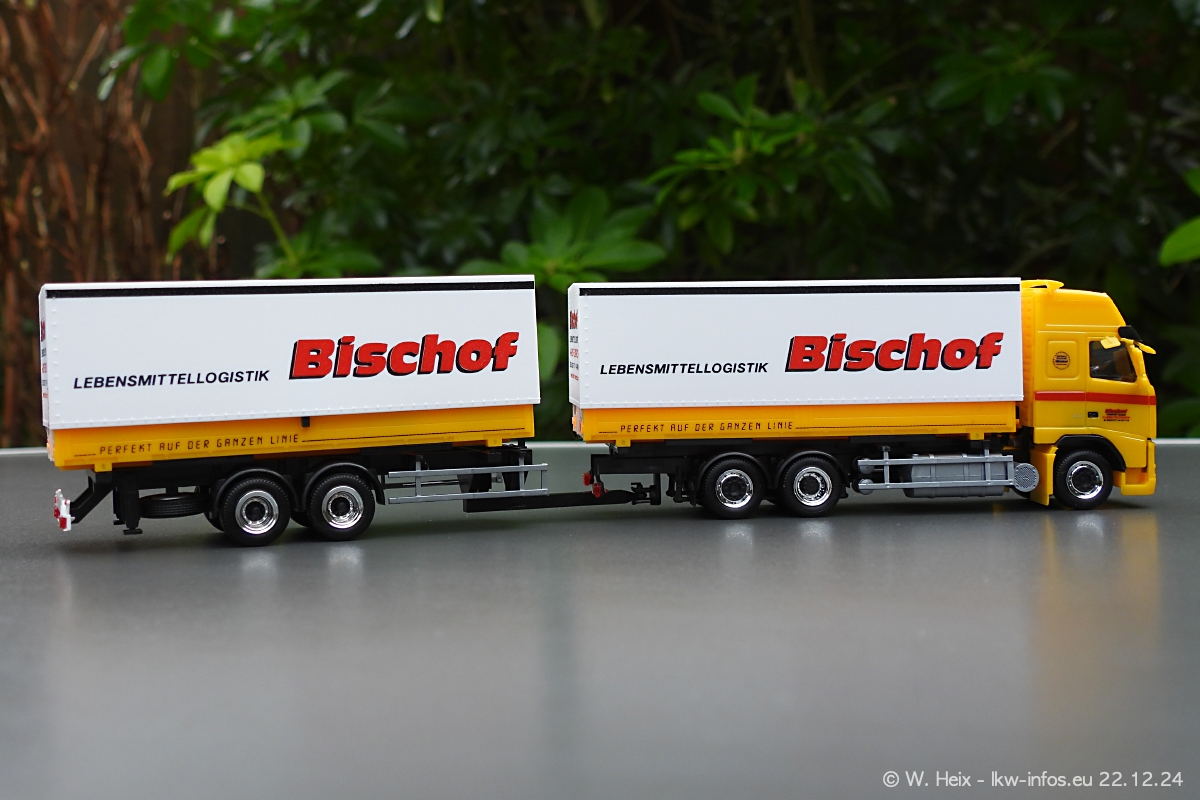 LEBENSMITTELLOGISTIK Bischof
PERFEKT AUF DER GANZEN LINIE
LEBENSMITTELLOGISTIK Bischof
PERFEKT AUF DER GANZEN LINIE
Bischof
© W. Heix - lkw-infos.eu 22.12.24